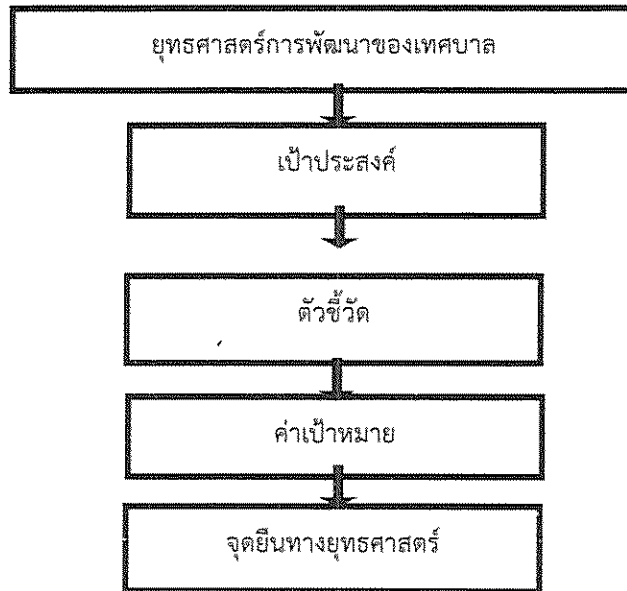 ยุทธศาสตร์การพัฒนาของเทศบาล
เป้าประสงค์
ตัวชี้วัด
ค่าเป้าหมาย
จุดยืนทางยุทธศาสตร์